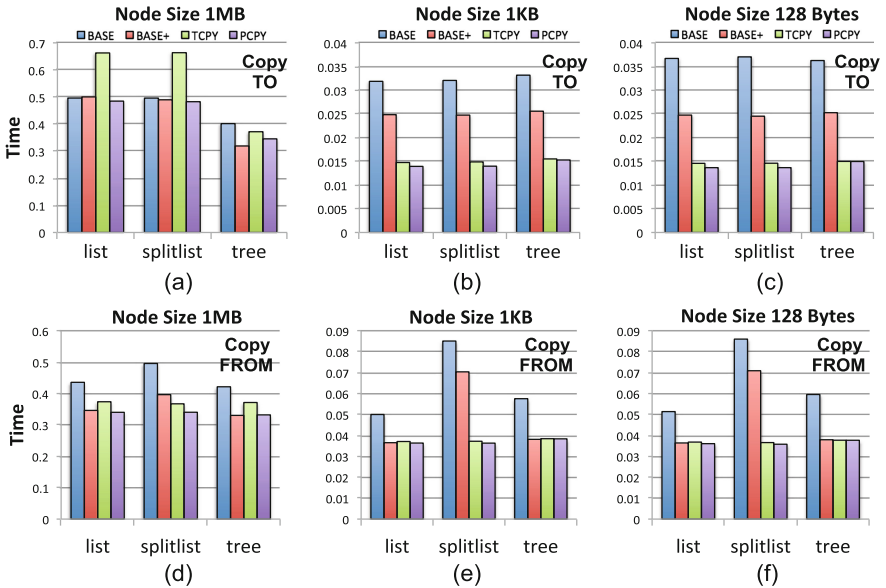 Node Size 1MB
BASE BASE+ TCPY PCPY
Copy
TO
Time
0.7
0.6
0.5
0.4
0.3
0.2
0.1
0
list splitlist tree
(a)
Node Size 1KB
BASE BASE+ TCPY PCPY
Copy
TO
0.04
0.035
0.03
0.025
0.02
0.015
0.01
0.005
0
list splitlist tree
(b)
Node Size 128 Bytes
BASE BASE+ TCPY PCPY
Copy
TO
0.04
0.035
0.03
0.025
0.02
0.015
0.01
0.005
0
list splitlist tree
(c)
Node Size 1MB
Copy
FROM
Time
0.6
0.5
0.4
0.3
0.2
0.1
0
list splitlist tree
(d)
Node Size 1KB
Copy
FROM
0.09
0.08
0.07
0.06
0.05
0.04
0.03
0.02
0.01
0
list splitlist tree
(e)
Node Size 128 Bytes
Copy
FROM
0.09
0.08
0.07
0.06
0.05
0.04
0.03
0.02
0.01
0
list splitlist tree
(f)